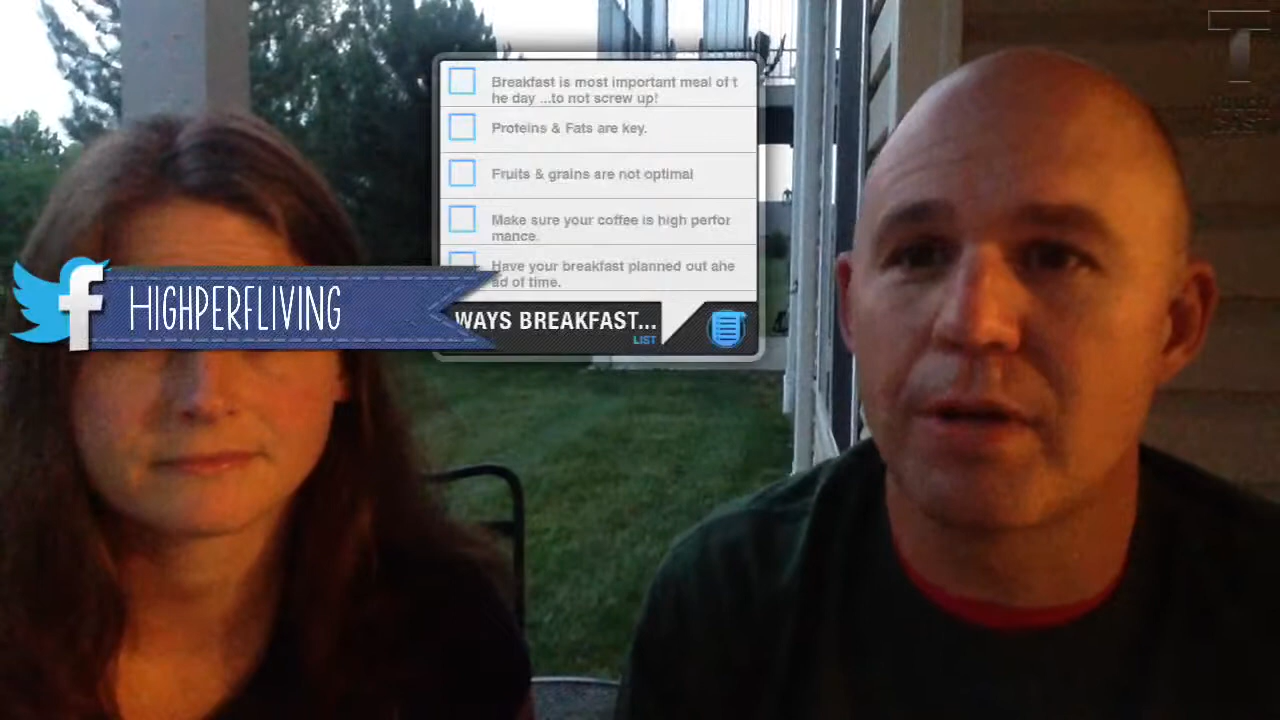 Breakfast is most important meal of t
he day ...to not screw up!
Proteins & Fats are key.
Fruits & grains are not optimal
Make sure your coffee is high perfor
mance.
Have your breakfast planned out ahe
ad of time.
HIGHPERFLIVING
WAYS BREAKFAST...
LIST